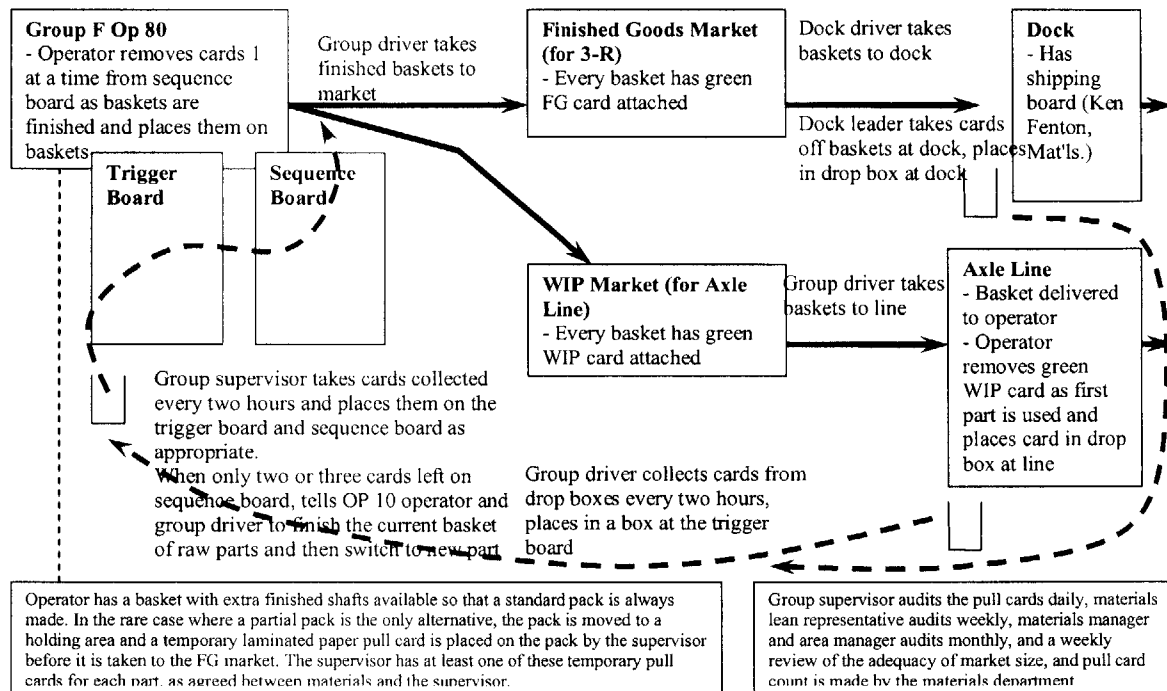 Group F Op 80
- Operator removes cards 1
at a time from sequence
board as baskets are
finished and places them on
baskets
Trigger
Board
Sequence
Board
Group driver takes
finished baskets to
market
Finished Goods Market
(for 3-R)
- Every basket has green
FG card attached
Dock driver takes
baskets to dock
Dock leader takes cards
off baskets at dock, places
in drop box at dock
Dock
- Has
shipping
board (Ken
Fenton,
Mat'ls.)
WIP Market (for Axle
Line)
- Every basket has green
WIP card attached
Group driver takes
baskets to line
Axle Line
- Basket delivered
to operator
- Operator
removes green
WIP card as first
part is used and
places card in drop
box at line
Group supervisor takes cards collected
every two hours and places them on the
trigger board and sequence board as
appropriate.
When only two or three cards left on
sequence board, tells OP 10 operator and
group driver to finish the current basket
of raw parts and then switch to new part
Group driver collects cards from
drop boxes every two hours,
places in a box at the trigger
board
Operator has a basket with extra finished shafts available so that a standard pack is always
made. In the rare case where a partial pack is the only alternative, the pack is moved to a
holding area and a temporary laminated paper pull card is placed on the pack by the supervisor
before it is taken to the FG market. The supervisor has at least one of these temporary pull
cards for each part, as agreed between materials and the supervisor.
Group supervisor audits the pull cards daily, materials
lean representative audits weekly, materials manager
and area manager audits monthly, and a weekly
review of the adequacy of market size, and pull card
count is made by the materials department